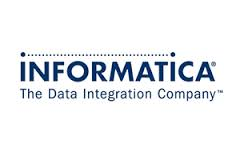 INFORMATICA®
The Data Integration Company™